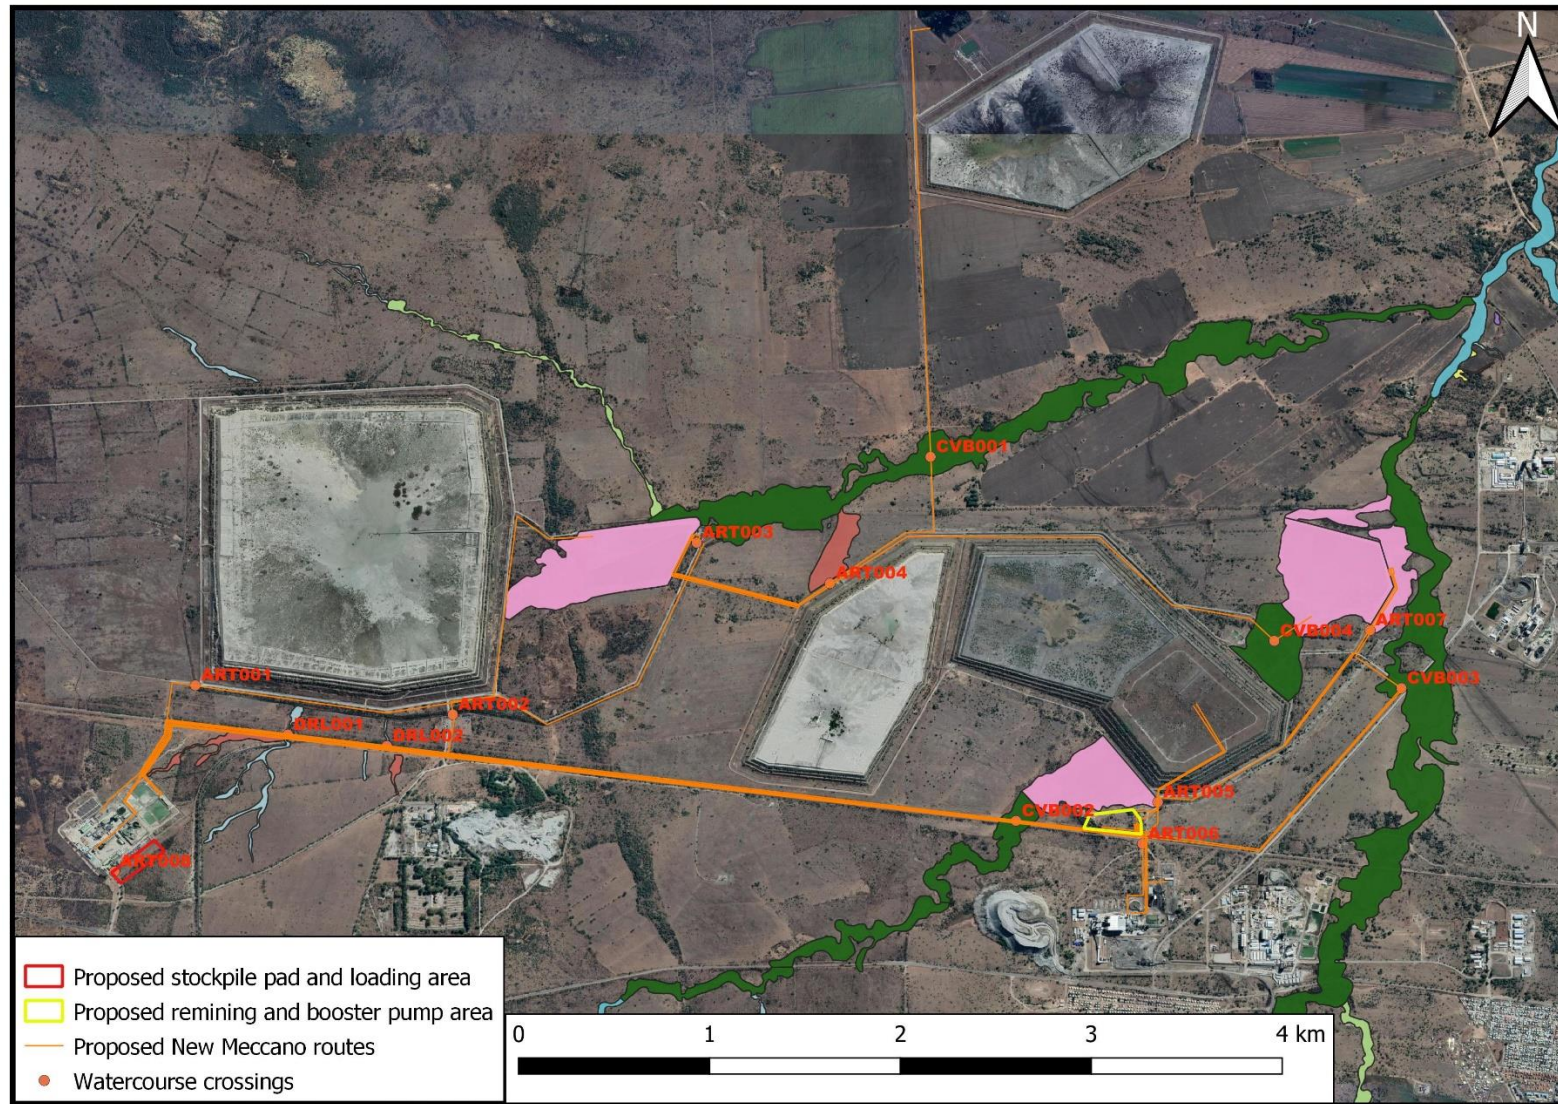 N
CVB001
ART003
ART004
CVB004
ART007
CVB003
ART001
ART002
DRL001
DRL002
ART005
CVB002
ART006
ART008
Proposed stockpile pad and loading area
Proposed remining and booster pump area
Proposed New Meccano routes
Watercourse crossings
0 1 2 3 4 km